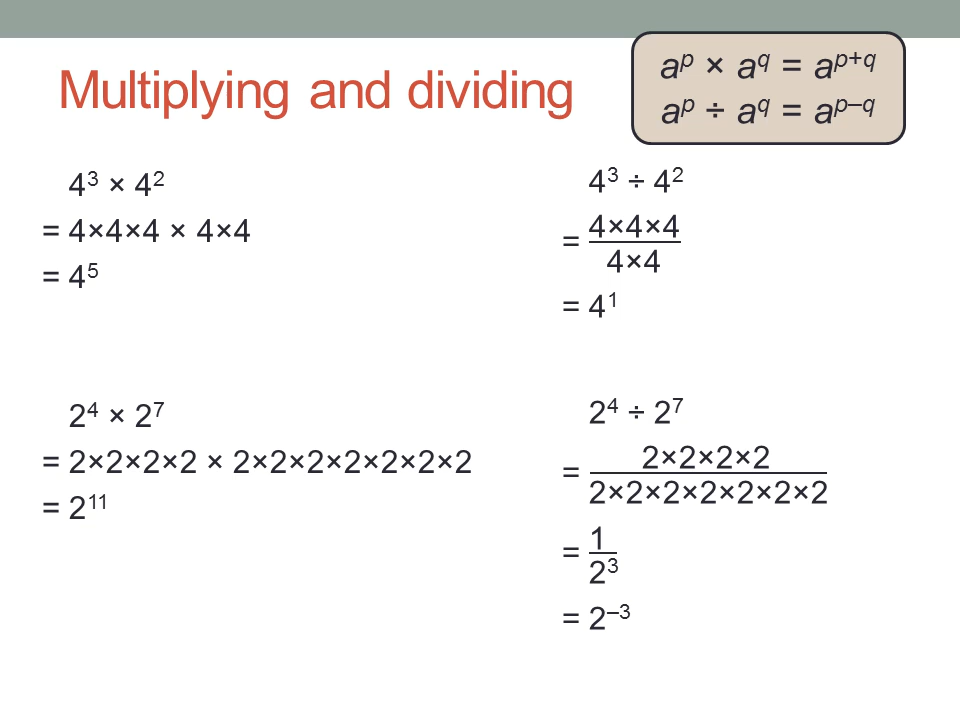 Multiplying and dividing
aᵖ × a^q = aᵖ⁺^q
aᵖ ÷ a^q = aᵖ⁻^q
4³ × 4²
= 4×4×4 × 4×4
= 4⁵
4³ ÷ 4²
= 4×4×4
4×4
= 4¹
2⁴ × 2⁷
= 2×2×2×2 × 2×2×2×2×2×2×2
= 2¹¹
2⁴ ÷ 2⁷
= 2×2×2×2
2×2×2×2×2×2×2
= 1
2³
= 2⁻³